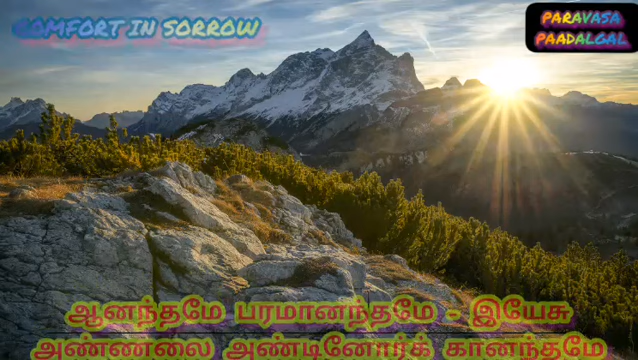 COMFORT IN SORROW
PARAVASA
PAADALGAL
ஆனந்தமே பரமானந்தமே - இயேசு
அண்ணலை அண்டினோர்க் கானந்தமே